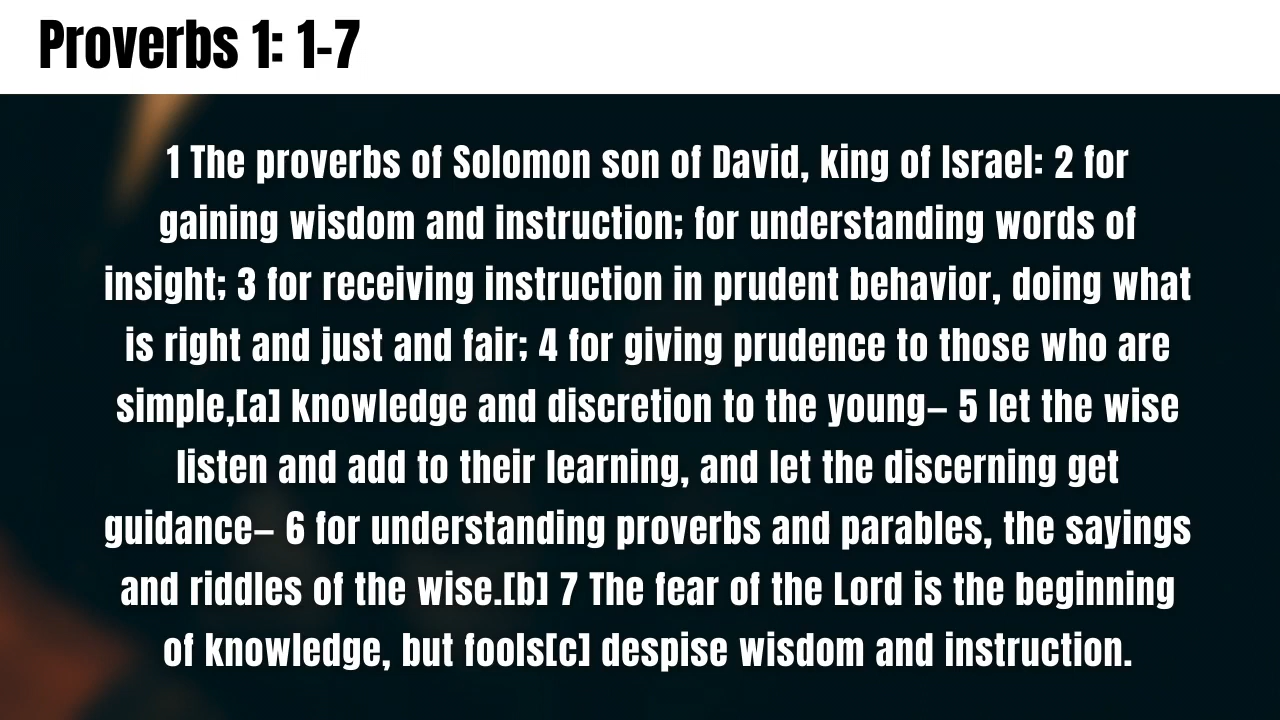 Proverbs 1: 1-7
1 The proverbs of Solomon son of David, king of Israel: 2 for
gaining wisdom and instruction; for understanding words of
insight; 3 for receiving instruction in prudent behavior, doing what
is right and just and fair; 4 for giving prudence to those who are
simple,[a] knowledge and discretion to the young— 5 let the wise
listen and add to their learning, and let the discerning get
guidance— 6 for understanding proverbs and parables, the sayings
and riddles of the wise.[b] 7 The fear of the Lord is the beginning
of knowledge, but fools[c] despise wisdom and instruction.